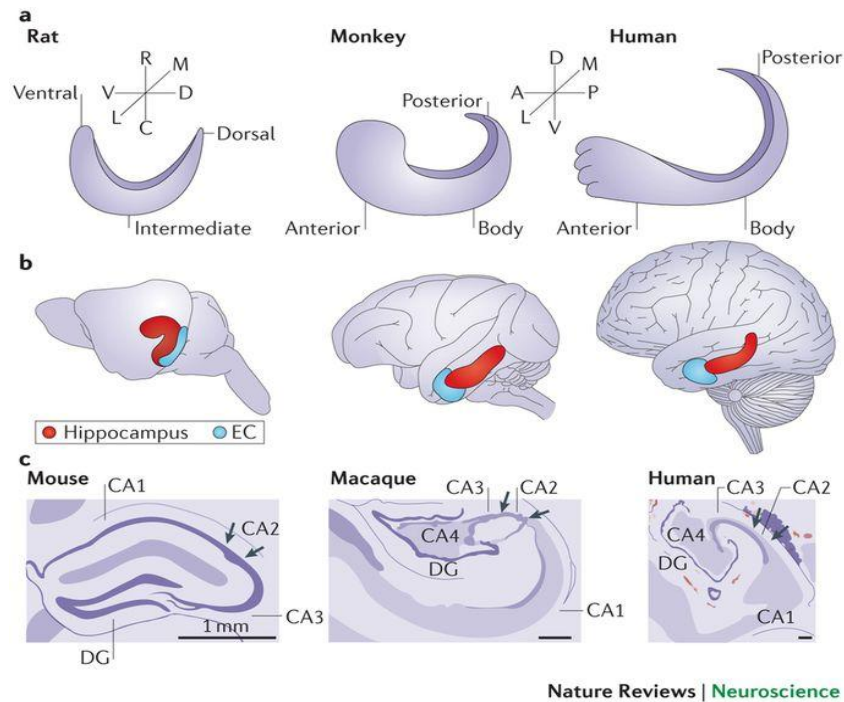 a
Rat
Monkey
Human
R
M
V
D
L
C
Ventral
Dorsal
Intermediate
D
M
A
P
L
V
Posterior
Anterior
Body
Posterior
Anterior
Body
b
Hippocampus
EC
c
Mouse
CA1
CA2
CA3
DG
1 mm
Macaque
CA3
CA2
CA4
DG
CA1
Human
CA3
CA2
CA4
DG
CA1
Nature Reviews | Neuroscience